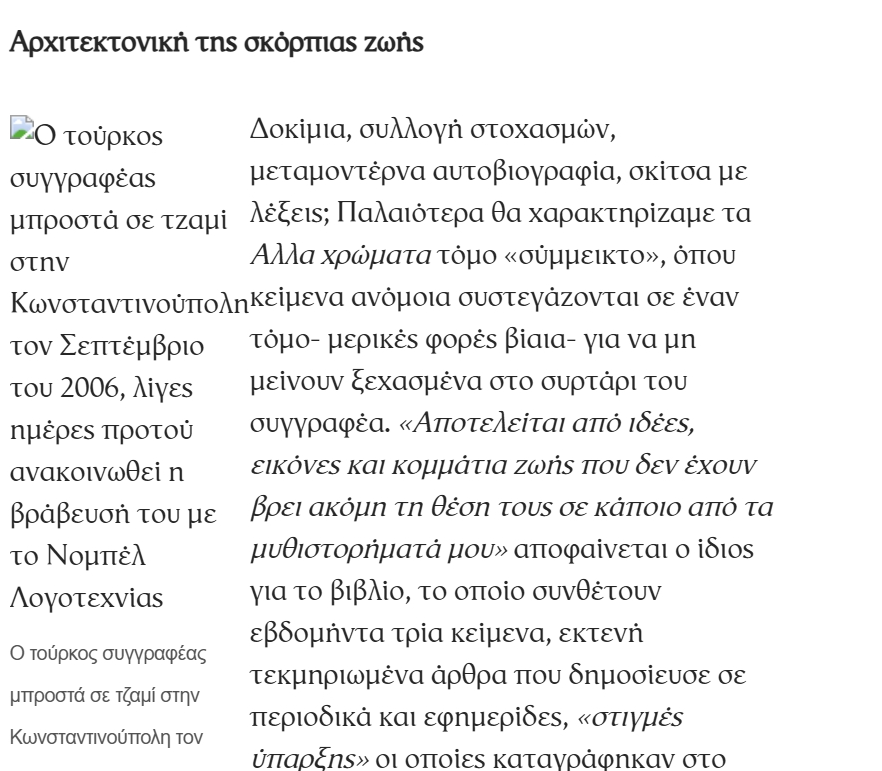 Αρχιτεκτονική της σκόρπιας ζωής
Ο τούρκος
συγγραφέας
μπροστά σε τζαμί
στην
Κωνσταντινούπολη
τον Σεπτέμβριο
του 2006, λίγες
ημέρες προτού
ανακοινωθεί η
βράβευσή του με
το Νομπέλ
Λογοτεχνίας
Ο τούρκος συγγραφέας
μπροστά σε τζαμί στην
Κωνσταντινούπολη τον
Δοκίμια, συλλογή στοχασμών,
μεταμοντέρνα αυτοβιογραφία, σκίτσα με
λέξεις; Παλαιότερα θα χαρακτηρίζαμε τα
Αλλα χρώματα τόμο «σύμμεικτο», όπου
κείμενα ανόμοια συστεγάζονται σε έναν
τόμο- μερικές φορές βίαια- για να μη
μείνουν ξεχασμένα στο συρτάρι του
συγγραφέα. «Αποτελείται από ιδέες,
εικόνες και κομμάτια ζωής που δεν έχουν
βρει ακόμη τη θέση τους σε κάποιο από τα
μυθιστορήματά μου» αποφαίνεται ο ίδιος
για το βιβλίο, το οποίο συνθέτουν
εβδομήντα τρία κείμενα, εκτενή
τεκμηριωμένα άρθρα που δημοσίευσε σε
περιοδικά και εφημερίδες, «στιγμές
ύπαρξης» οι οποίες καταγράφηκαν στο